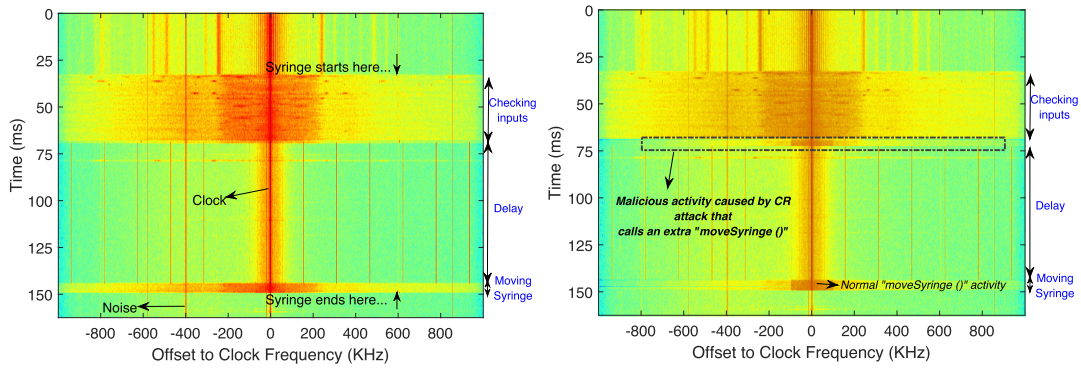 0
25
50
75
100
125
150
Time (ms)
Syringe starts here...
Clock
Syringe ends here...
Noise
Checking
inputs
Delay
Moving
Syringe
-800 -600 -400 -200 0 200 400 600 800
Offset to Clock Frequency (KHz)
0
25
50
75
100
125
150
Time (ms)
Malicious activity caused by CR
attack that
calls an extra "moveSyringe ()"
Normal "moveSyringe ()" activity
Checking
inputs
Delay
Moving
Syringe
-800 -600 -400 -200 0 200 400 600 800
Offset to Clock Frequency (KHz)